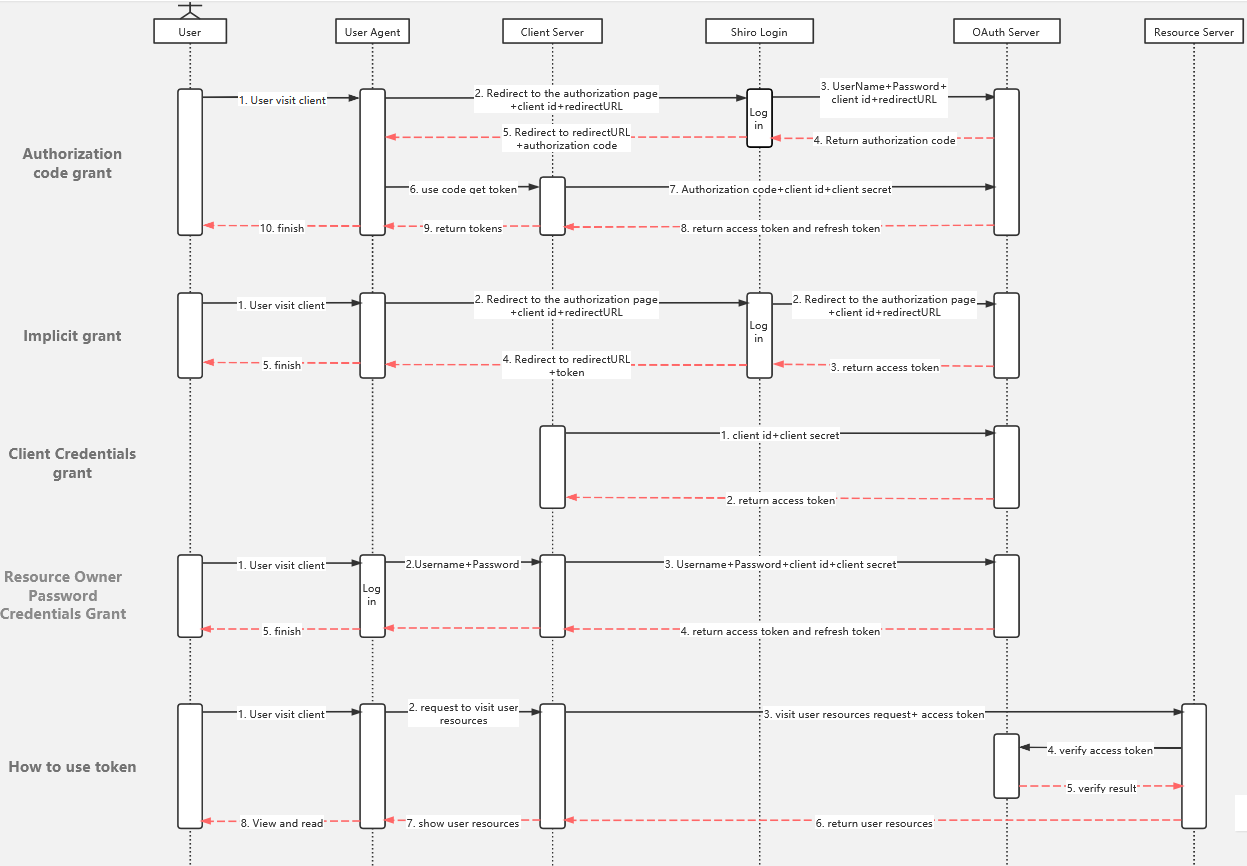 User
User Agent
Client Server
Shiro Login
OAuth Server
Resource Server
Authorization
code grant
1. User visit client
2. Redirect to the authorization page
+client id+redirectURL
Log
in
3. UserName+Password+
client id+redirectURL
4. Return authorization code
5. Redirect to redirectURL
+authorization code
6. use code get token
7. Authorization code+client id+client secret
8. return access token and refresh token
9. return tokens
10. finish
Implicit grant
1. User visit client
2. Redirect to the authorization page
+client id+redirectURL
Log
in
2. Redirect to the authorization page
+client id+redirectURL
3. return access token
4. Redirect to redirectURL
+token
5. finish
Client Credentials
grant
1. client id+client secret
2. return access token
Resource Owner
Password
Credentials Grant
1. User visit client
Log
in
2.Username+Password
3. Username+Password+client id+client secret
4. return access token and refresh token
5. finish
How to use token
1. User visit client
2. request to visit user
resources
3. visit user resources request+ access token
4. verify access token
5. verify result
6. return user resources
7. show user resources
8. View and read